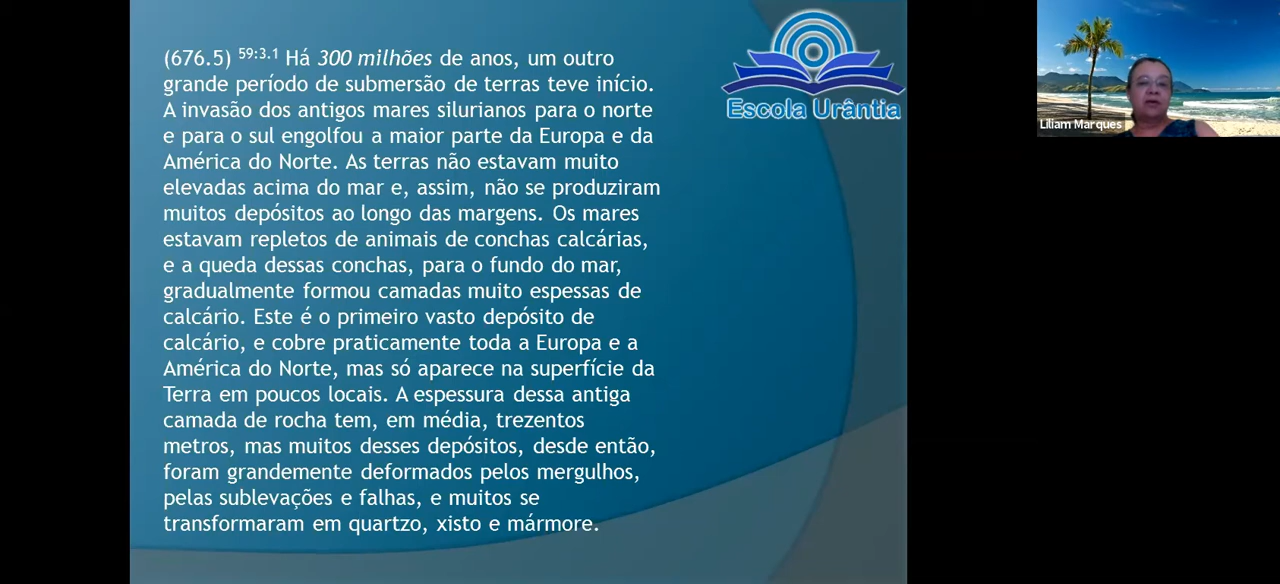 (676.5) 59:3.1 Há 300 milhões de anos, um outro
grande período de submersão de terras teve início.
A invasão dos antigos mares silurianos para o norte
e para o sul engolfou a maior parte da Europa e da
América do Norte. As terras não estavam muito
elevadas acima do mar e, assim, não se produziram
muitos depósitos ao longo das margens. Os mares
estavam repletos de animais de conchas calcárias,
e a queda dessas conchas, para o fundo do mar,
gradualmente formou camadas muito espessas de
calcário. Este é o primeiro vasto depósito de
calcário, e cobre praticamente toda a Europa e a
América do Norte, mas só aparece na superfície da
Terra em poucos locais. A espessura dessa antiga
camada de rocha tem, em média, trezentos
metros, mas muitos desses depósitos, desde então,
foram grandemente deformados pelos mergulhos,
pelas sublevações e falhas, e muitos se
transformaram em quartzo, xisto e mármore.
Escola Urântia
Liliam Marques